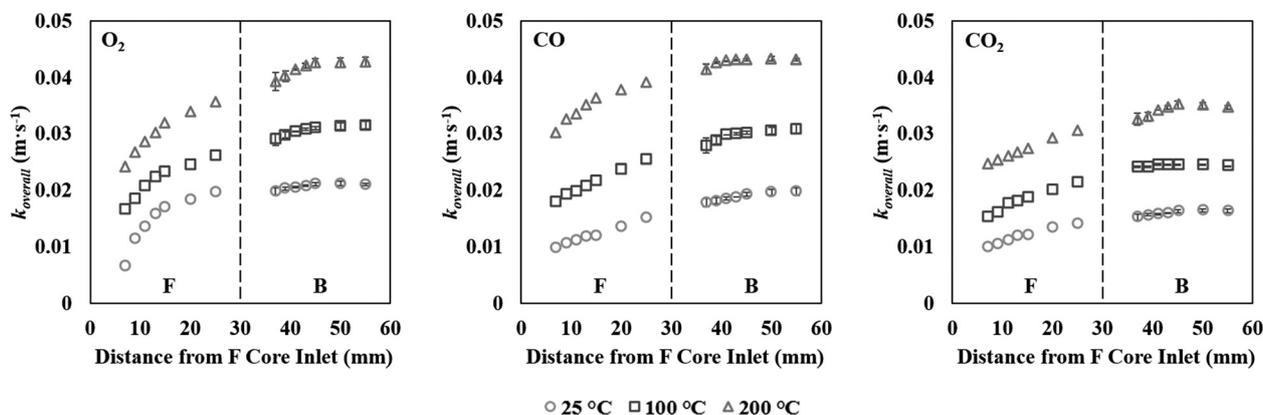 0.05 0.05 0.05
O₂ CO CO₂
0.04 0.04 0.04
k_overall (m·s⁻¹) k_overall (m·s⁻¹) k_overall (m·s⁻¹)
0.03 0.03 0.03
0.02 0.02 0.02
0.01 0.01 0.01
F B F B F B
0 0 0
0 10 20 30 40 50 60 0 10 20 30 40 50 60 0 10 20 30 40 50 60
Distance from F Core Inlet (mm) Distance from F Core Inlet (mm) Distance from F Core Inlet (mm)
25 °C 100 °C 200 °C